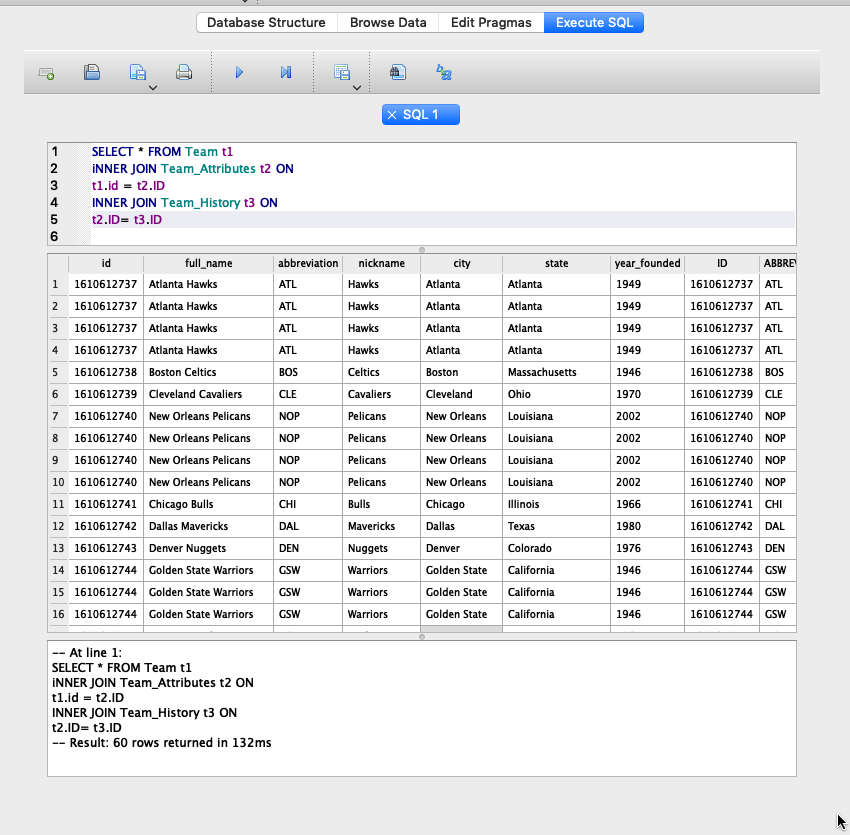 Database Structure Browse Data Edit Pragmas Execute SQL
SQL 1
1 SELECT * FROM Team t1
2 iNNER JOIN Team_Attributes t2 ON
3 t1.id = t2.ID
4 INNER JOIN Team_History t3 ON
5 t2.ID= t3.ID
6
id full_name abbreviation nickname city state year_founded ID ABBREV
1 1610612737 Atlanta Hawks ATL Hawks Atlanta Atlanta 1949 1610612737 ATL
2 1610612737 Atlanta Hawks ATL Hawks Atlanta Atlanta 1949 1610612737 ATL
3 1610612737 Atlanta Hawks ATL Hawks Atlanta Atlanta 1949 1610612737 ATL
4 1610612737 Atlanta Hawks ATL Hawks Atlanta Atlanta 1949 1610612737 ATL
5 1610612738 Boston Celtics BOS Celtics Boston Massachusetts 1946 1610612738 BOS
6 1610612739 Cleveland Cavaliers CLE Cavaliers Cleveland Ohio 1970 1610612739 CLE
7 1610612740 New Orleans Pelicans NOP Pelicans New Orleans Louisiana 2002 1610612740 NOP
8 1610612740 New Orleans Pelicans NOP Pelicans New Orleans Louisiana 2002 1610612740 NOP
9 1610612740 New Orleans Pelicans NOP Pelicans New Orleans Louisiana 2002 1610612740 NOP
10 1610612740 New Orleans Pelicans NOP Pelicans New Orleans Louisiana 2002 1610612740 NOP
11 1610612741 Chicago Bulls CHI Bulls Chicago Illinois 1966 1610612741 CHI
12 1610612742 Dallas Mavericks DAL Mavericks Dallas Texas 1980 1610612742 DAL
13 1610612743 Denver Nuggets DEN Nuggets Denver Colorado 1976 1610612743 DEN
14 1610612744 Golden State Warriors GSW Warriors Golden State California 1946 1610612744 GSW
15 1610612744 Golden State Warriors GSW Warriors Golden State California 1946 1610612744 GSW
16 1610612744 Golden State Warriors GSW Warriors Golden State California 1946 1610612744 GSW
-- At line 1:
SELECT * FROM Team t1
iNNER JOIN Team_Attributes t2 ON
t1.id = t2.ID
INNER JOIN Team_History t3 ON
t2.ID= t3.ID
-- Result: 60 rows returned in 132ms